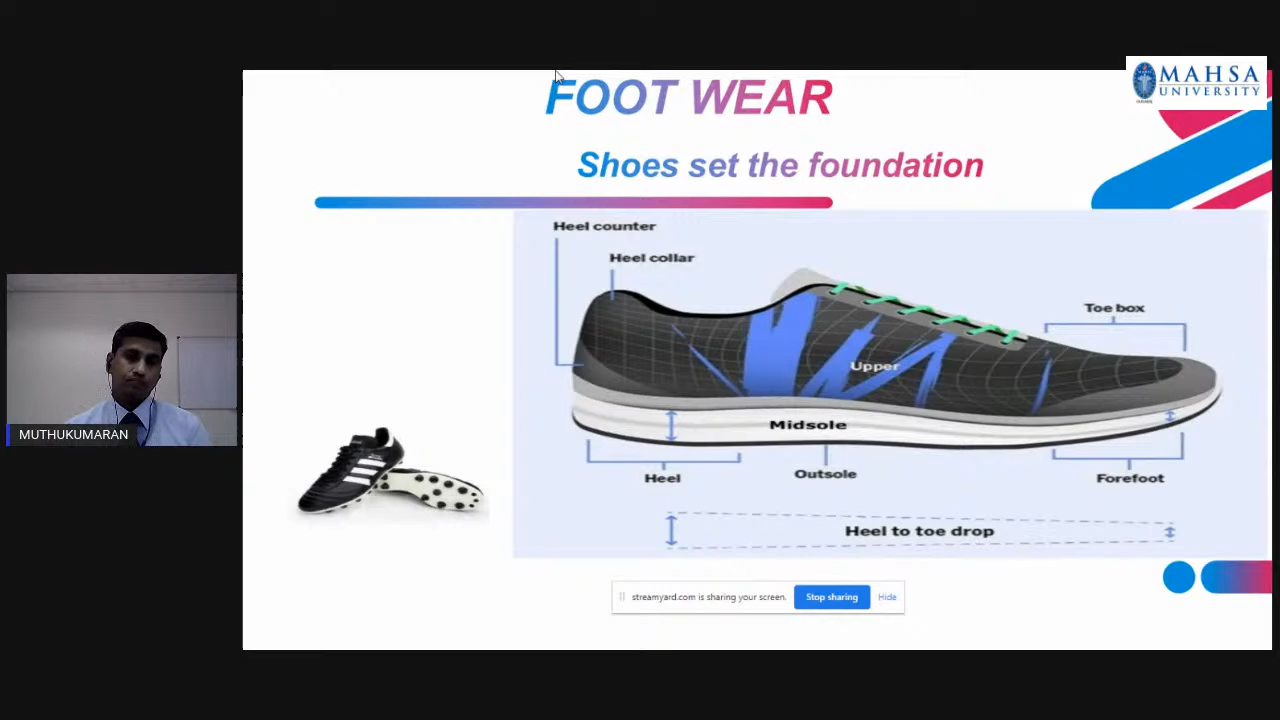 FOOT WEAR
MAHSA
UNIVERSITY
Shoes set the foundation
Heel counter
Heel collar
Toe box
Upper
Midsole
Heel
Outsole
Forefoot
Heel to toe drop
MUTHUKUMARAN
streamyard.com is sharing your screen.
Stop sharing
Hide